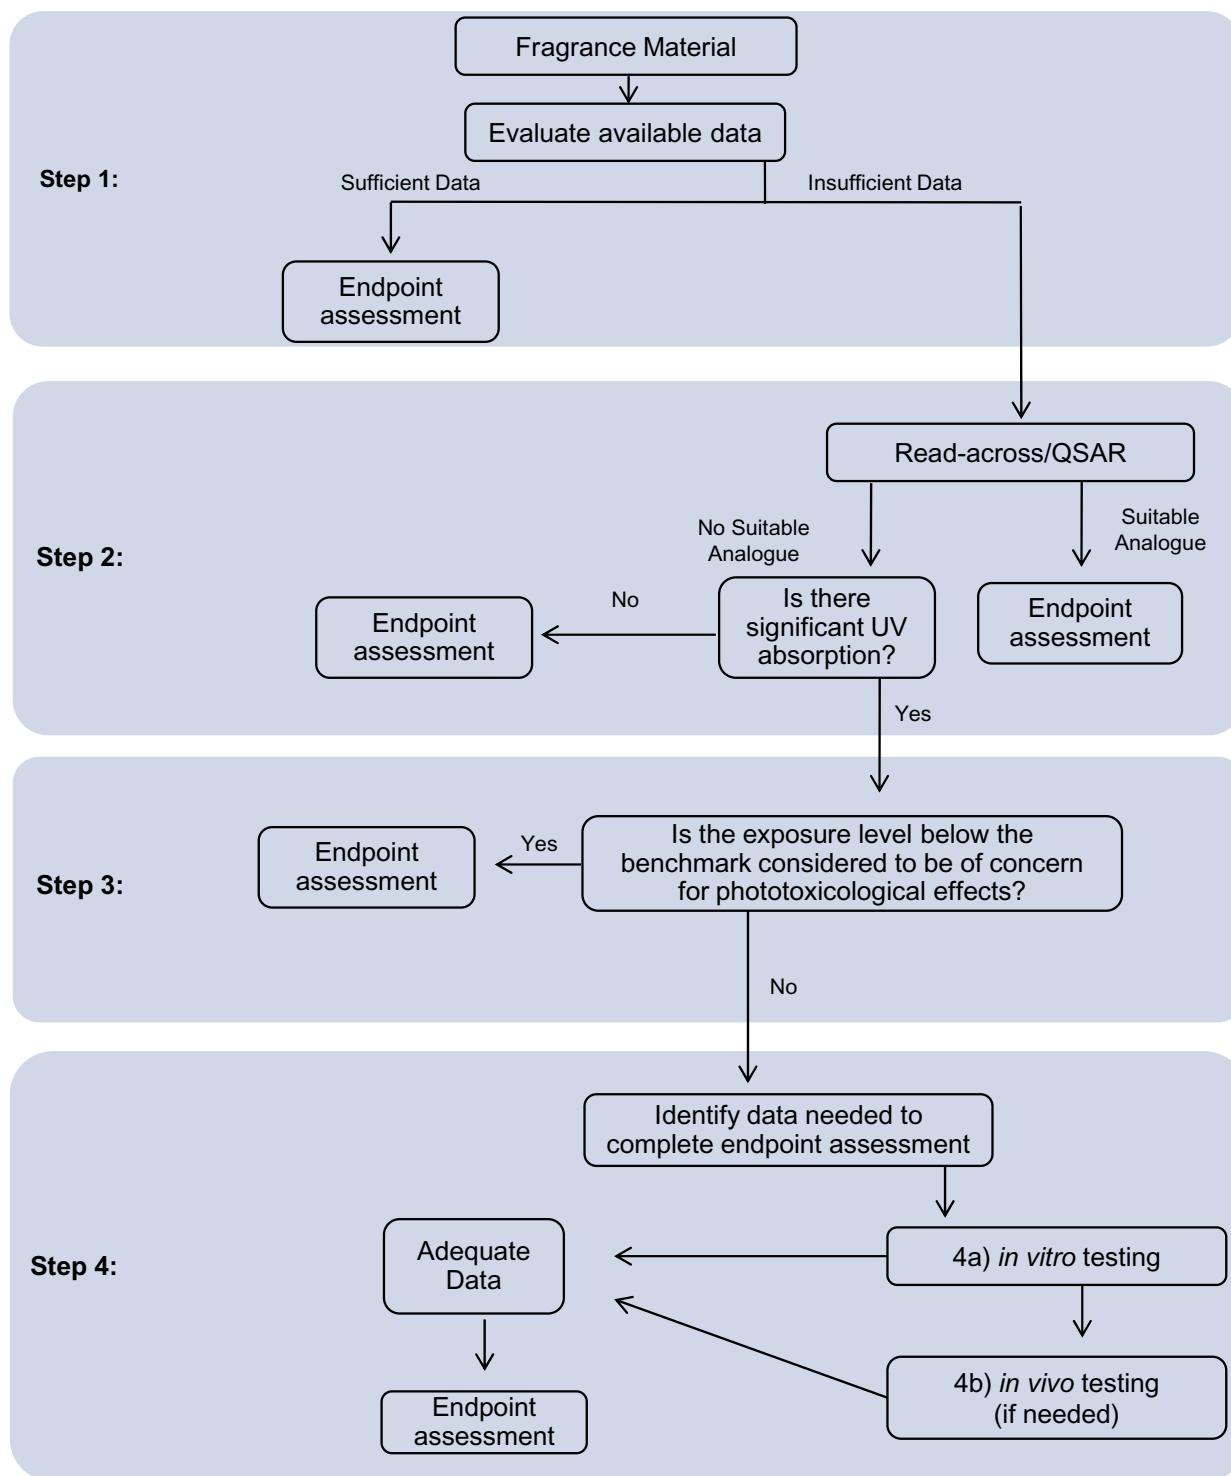 Fragrance Material
Evaluate available data
Step 1:
Sufficient Data
Insufficient Data
Endpoint
assessment
Read-across/QSAR
No Suitable
Analogue
Suitable
Analogue
Step 2:
Is there
significant UV
absorption?
No
Endpoint
assessment
Endpoint
assessment
Yes
Step 3:
Is the exposure level below the
benchmark considered to be of concern
for phototoxicological effects?
Yes
Endpoint
assessment
No
Identify data needed to
complete endpoint assessment
Step 4:
4a) in vitro testing
Adequate
Data
4b) in vivo testing
(if needed)
Endpoint
assessment